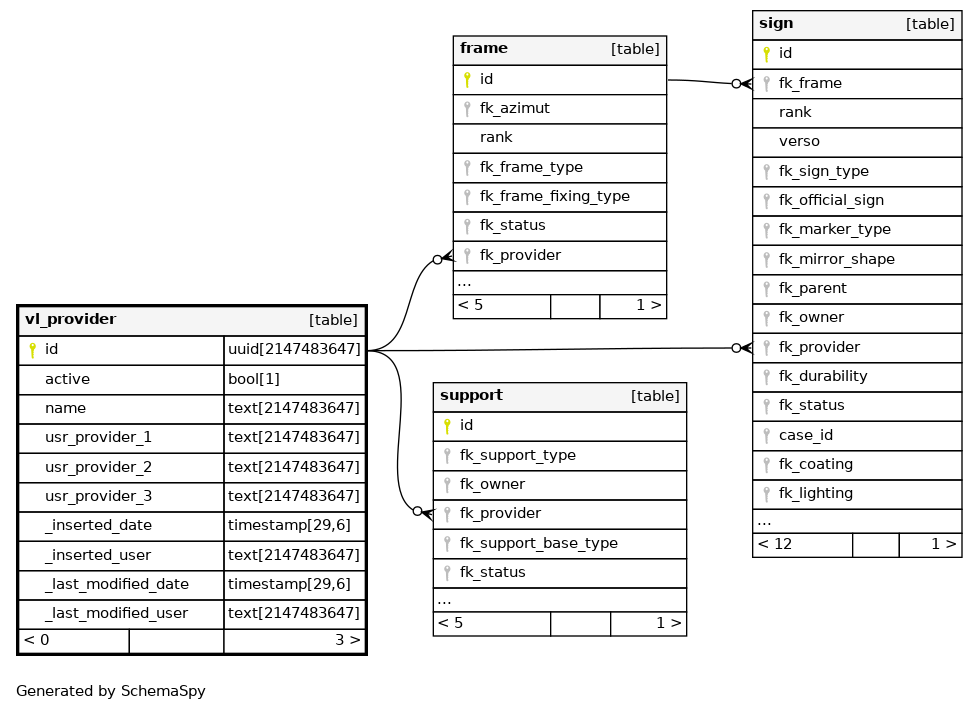 vl_provider [table]
id uuid[2147483647]
active bool[1]
name text[2147483647]
usr_provider_1 text[2147483647]
usr_provider_2 text[2147483647]
usr_provider_3 text[2147483647]
_inserted_date timestamp[29,6]
_inserted_user text[2147483647]
_last_modified_date timestamp[29,6]
_last_modified_user text[2147483647]
< 0 3 >
frame [table]
id
fk_azimut
rank
fk_frame_type
fk_frame_fixing_type
fk_status
fk_provider
...
< 5 1 >
support [table]
id
fk_support_type
fk_owner
fk_provider
fk_support_base_type
fk_status
...
< 5 1 >
sign [table]
id
fk_frame
rank
verso
fk_sign_type
fk_official_sign
fk_marker_type
fk_mirror_shape
fk_parent
fk_owner
fk_provider
fk_durability
fk_status
case_id
fk_coating
fk_lighting
...
< 12 1 >
Generated by SchemaSpy